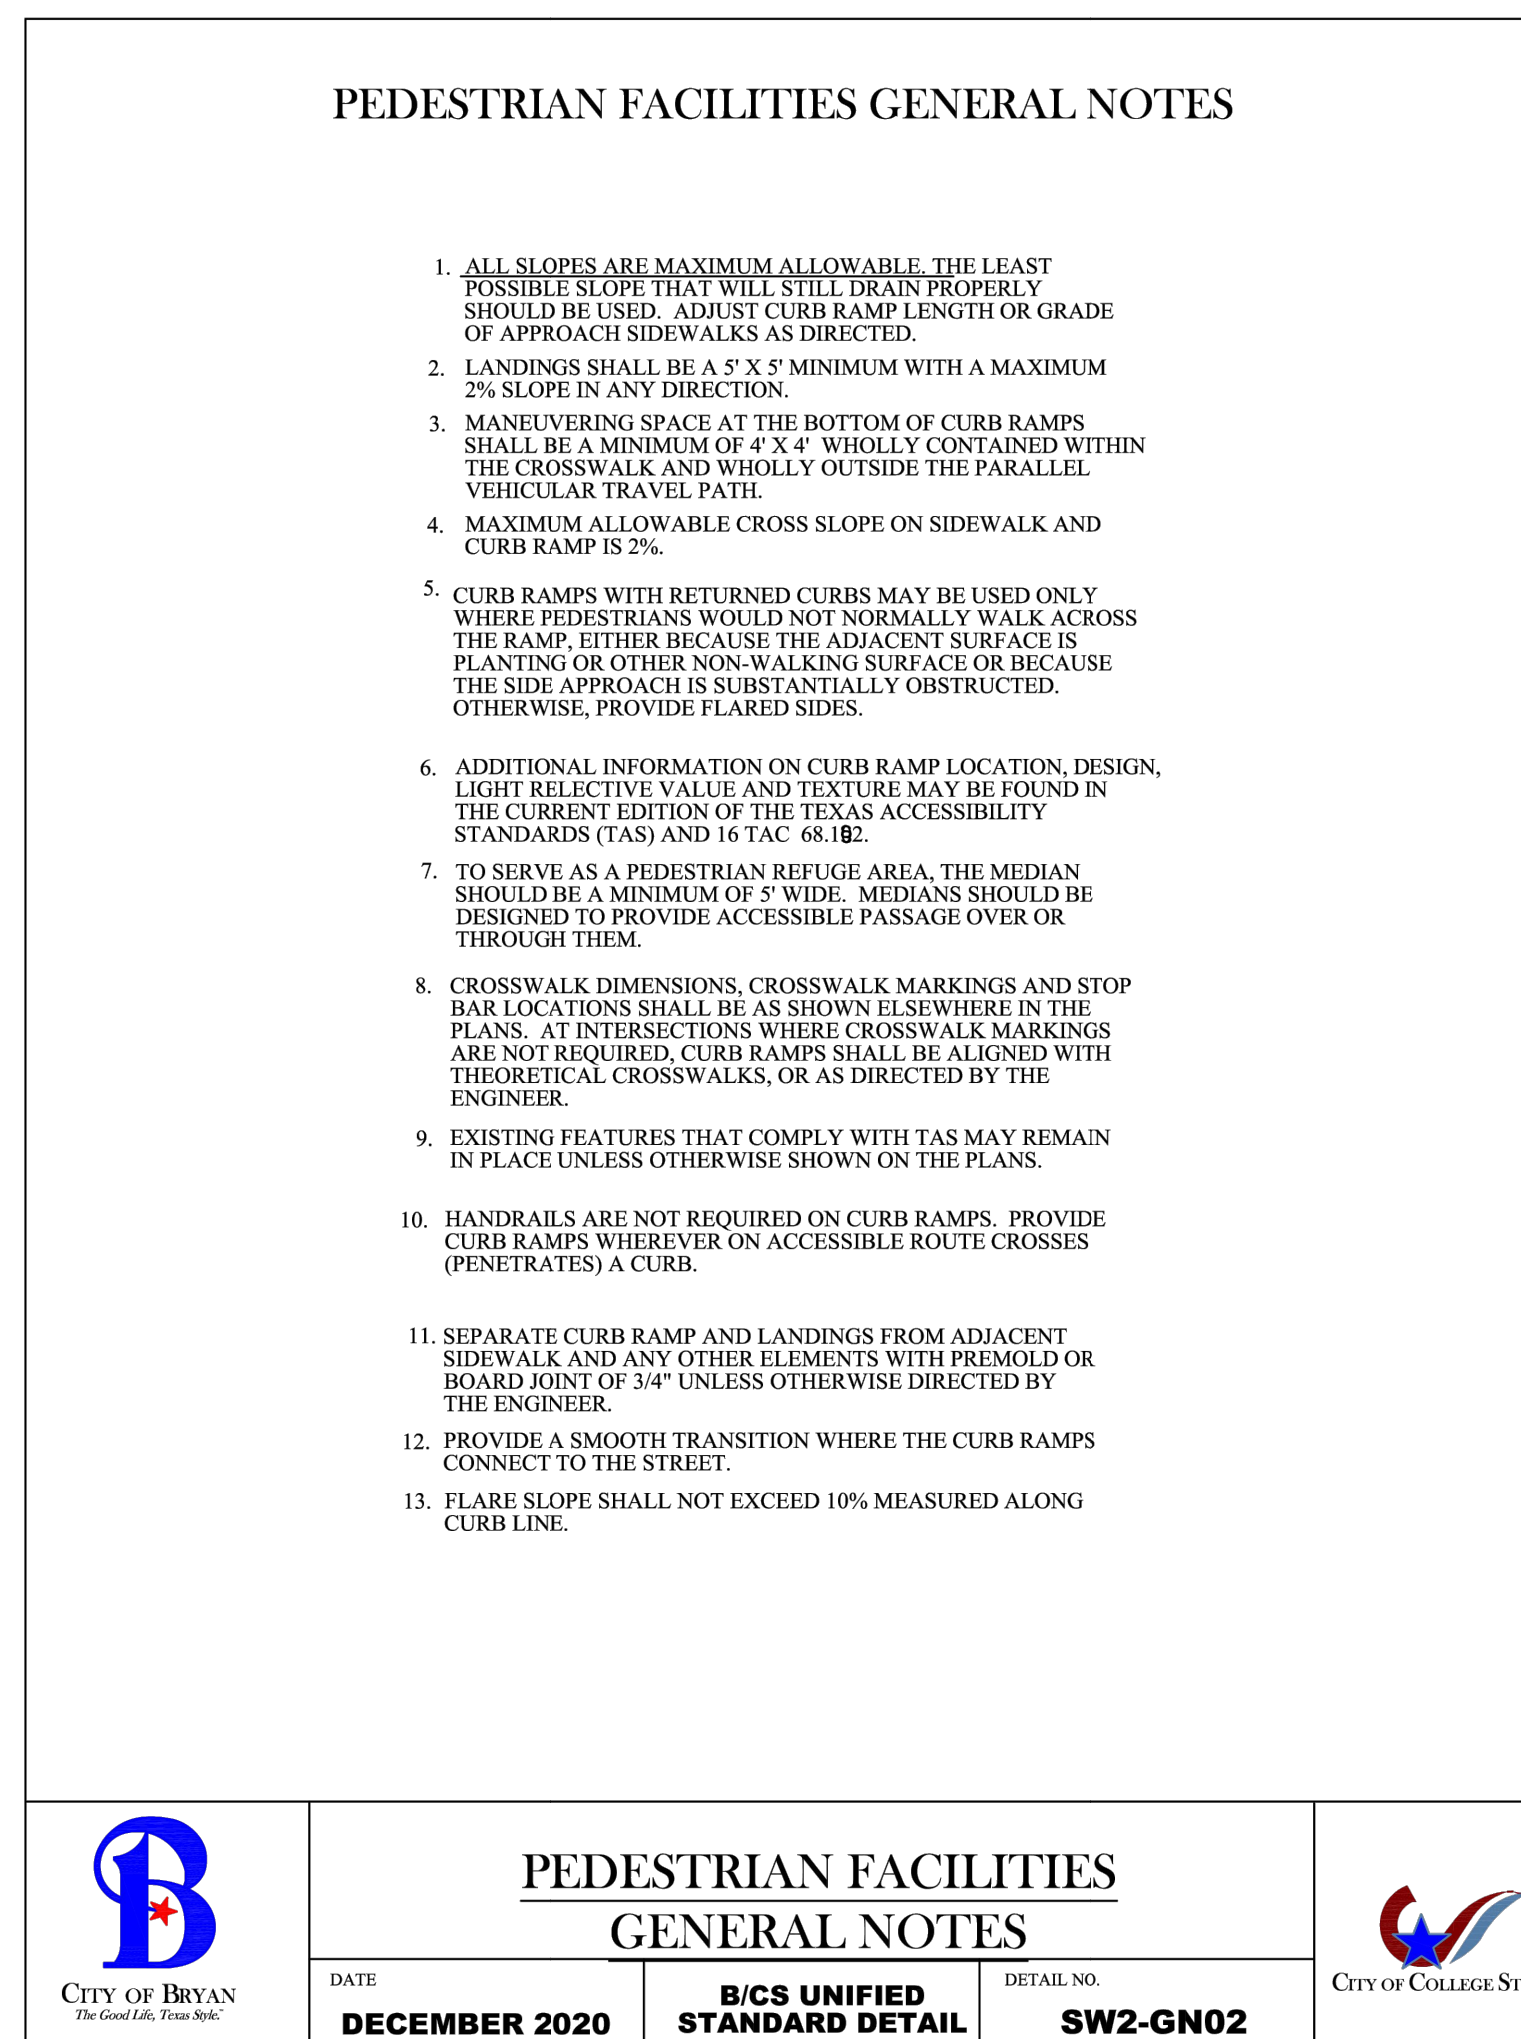 PEDESTRIAN FACILITIES GENERAL NOTES
1. ALL SLOPES ARE MAXIMUM ALLOWABLE. THE LEAST
POSSIBLE SLOPE THAT WILL STILL DRAIN PROPERLY
SHOULD BE USED. ADJUST CURB RAMP LENGTH OR GRADE
OF APPROACH SIDEWALKS AS DIRECTED.
2. LANDINGS SHALL BE A 5' X 5' MINIMUM WITH A MAXIMUM
2% SLOPE IN ANY DIRECTION.
3. MANEUVERING SPACE AT THE BOTTOM OF CURB RAMPS
SHALL BE A MINIMUM OF 4' X 4' WHOLLY CONTAINED WITHIN
THE CROSSWALK AND WHOLLY OUTSIDE THE PARALLEL
VEHICULAR TRAVEL PATH.
4. MAXIMUM ALLOWABLE CROSS SLOPE ON SIDEWALK AND
CURB RAMP IS 2%.
5. CURB RAMPS WITH RETURNED CURBS MAY BE USED ONLY
WHERE PEDESTRIANS WOULD NOT NORMALLY WALK ACROSS
THE RAMP, EITHER BECAUSE THE ADJACENT SURFACE IS
PLANTING OR OTHER NON-WALKING SURFACE OR BECAUSE
THE SIDE APPROACH IS SUBSTANTIALLY OBSTRUCTED.
OTHERWISE, PROVIDE FLARED SIDES.
6. ADDITIONAL INFORMATION ON CURB RAMP LOCATION, DESIGN,
LIGHT RELECTIVE VALUE AND TEXTURE MAY BE FOUND IN
THE CURRENT EDITION OF THE TEXAS ACCESSIBILITY
STANDARDS (TAS) AND 16 TAC
7. TO SERVE AS A PEDESTRIAN REFUGE AREA, THE MEDIAN
SHOULD BE A MINIMUM OF 5' WIDE. MEDIANS SHOULD BE
DESIGNED TO PROVIDE ACCESSIBLE PASSAGE OVER OR
THROUGH THEM.
8. CROSSWALK DIMENSIONS, CROSSWALK MARKINGS AND STOP
BAR LOCATIONS SHALL BE AS SHOWN ELSEWHERE IN THE
PLANS. AT INTERSECTIONS WHERE CROSSWALK MARKINGS
ARE NOT REQUIRED, CURB RAMPS SHALL BE ALIGNED WITH
THEORETICAL CROSSWALKS, OR AS DIRECTED BY THE
ENGINEER.
9. EXISTING FEATURES THAT COMPLY WITH TAS MAY REMAIN
IN PLACE UNLESS OTHERWISE SHOWN ON THE PLANS.
10. HANDRAILS ARE NOT REQUIRED ON CURB RAMPS. PROVIDE
CURB RAMPS WHEREVER ON ACCESSIBLE ROUTE CROSSES
(PENETRATES) A CURB.
11. SEPARATE CURB RAMP AND LANDINGS FROM ADJACENT
SIDEWALK AND ANY OTHER ELEMENTS WITH PREMOLD OR
BOARD JOINT OF 3/4" UNLESS OTHERWISE DIRECTED BY
THE ENGINEER.
12. PROVIDE A SMOOTH TRANSITION WHERE THE CURB RAMPS
CONNECT TO THE STREET.
13. FLARE SLOPE SHALL NOT EXCEED 10% MEASURED ALONG
CURB LINE.
B
CITY OF BRYAN
The Good Life, Texas Style.™
PEDESTRIAN FACILITIES
GENERAL NOTES
DATE
DECEMBER 2020
B/CS UNIFIED
STANDARD DETAIL
DETAIL NO.
SW2-GN02
CITY OF COLLEGE ST